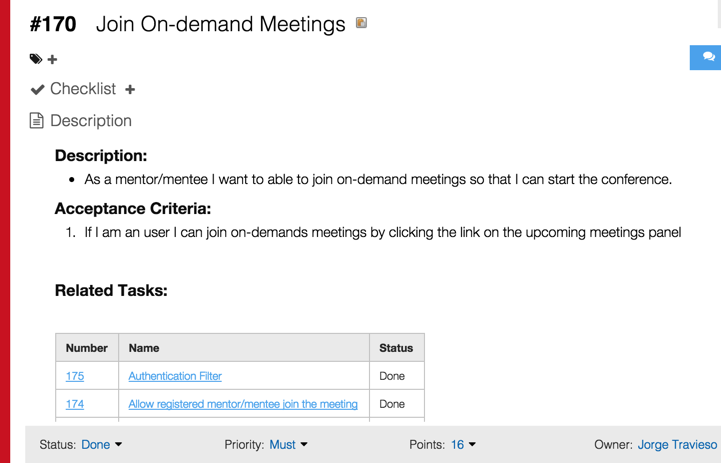 #170 Join On-demand Meetings
Checklist +
Description
Description:
• As a mentor/mentee I want to able to join on-demand meetings so that I can start the conference.
Acceptance Criteria:
1. If I am an user I can join on-demands meetings by clicking the link on the upcoming meetings panel
Related Tasks:
Number Name Status
175 Authentication Filter Done
174 Allow registered mentor/mentee join the meeting Done
Status: Done Priority: Must Points: 16 Owner: Jorge Travieso